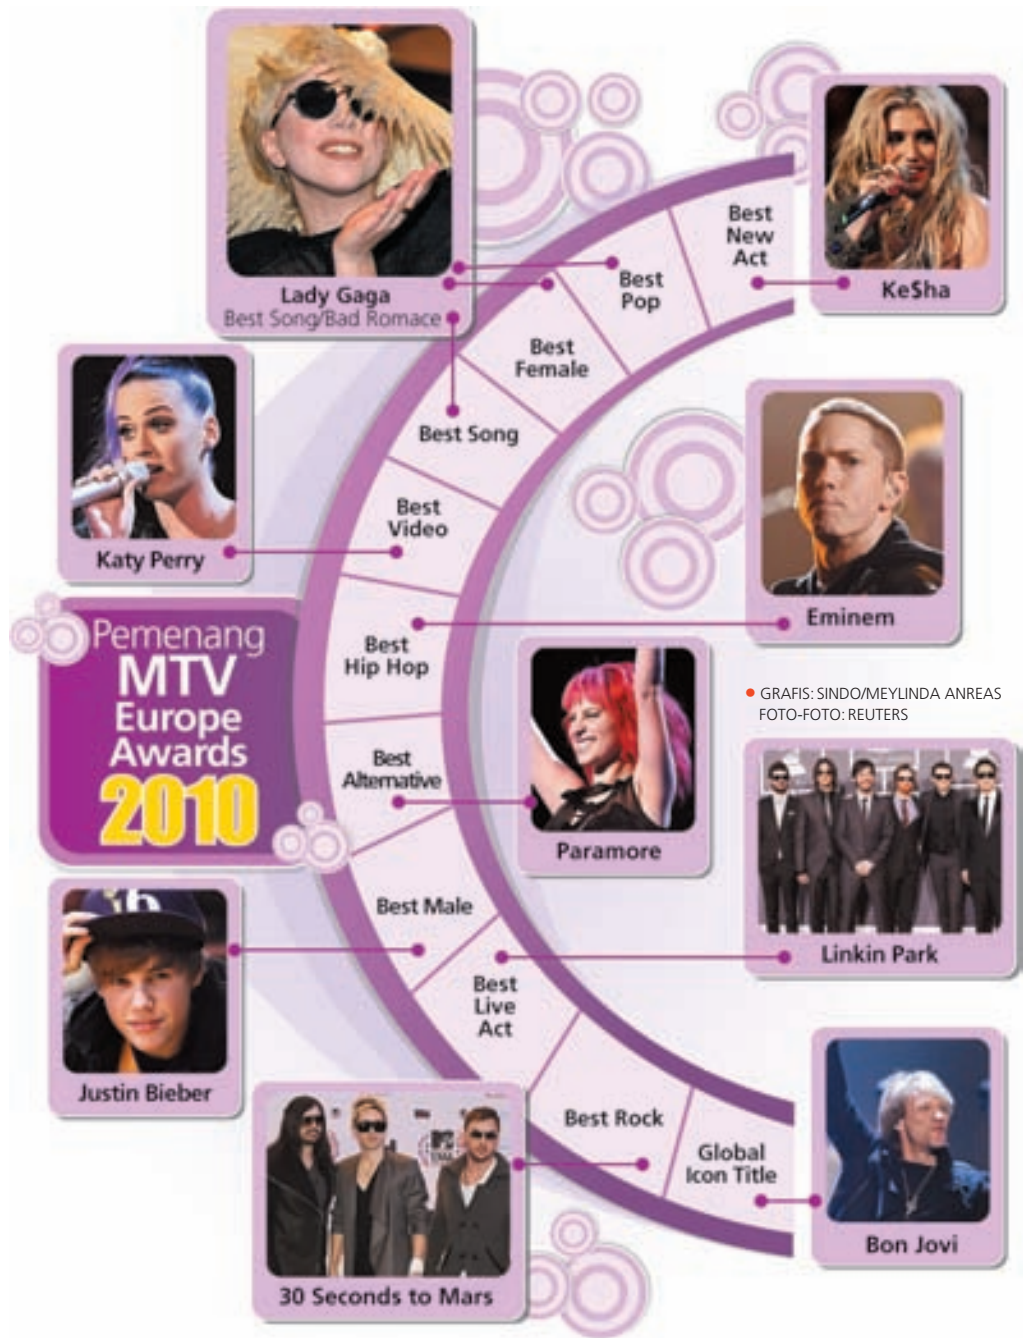 Lady Gaga
Best Song/Bad Romace
Ke$ha
Best
New
Act
Best
Pop
Best
Female
Best Song
Best
Video
Katy Perry
Eminem
Best
Hip Hop
Pemenang
MTV
Europe
Awards
2010
Best
Alternative
Paramore
GRAFIS: SINDO/MEYLINDA ANREAS
FOTO-FOTO: REUTERS
Linkin Park
Best Male
Best
Live
Act
Justin Bieber
Best Rock
Global
Icon Title
Bon Jovi
30 Seconds to Mars